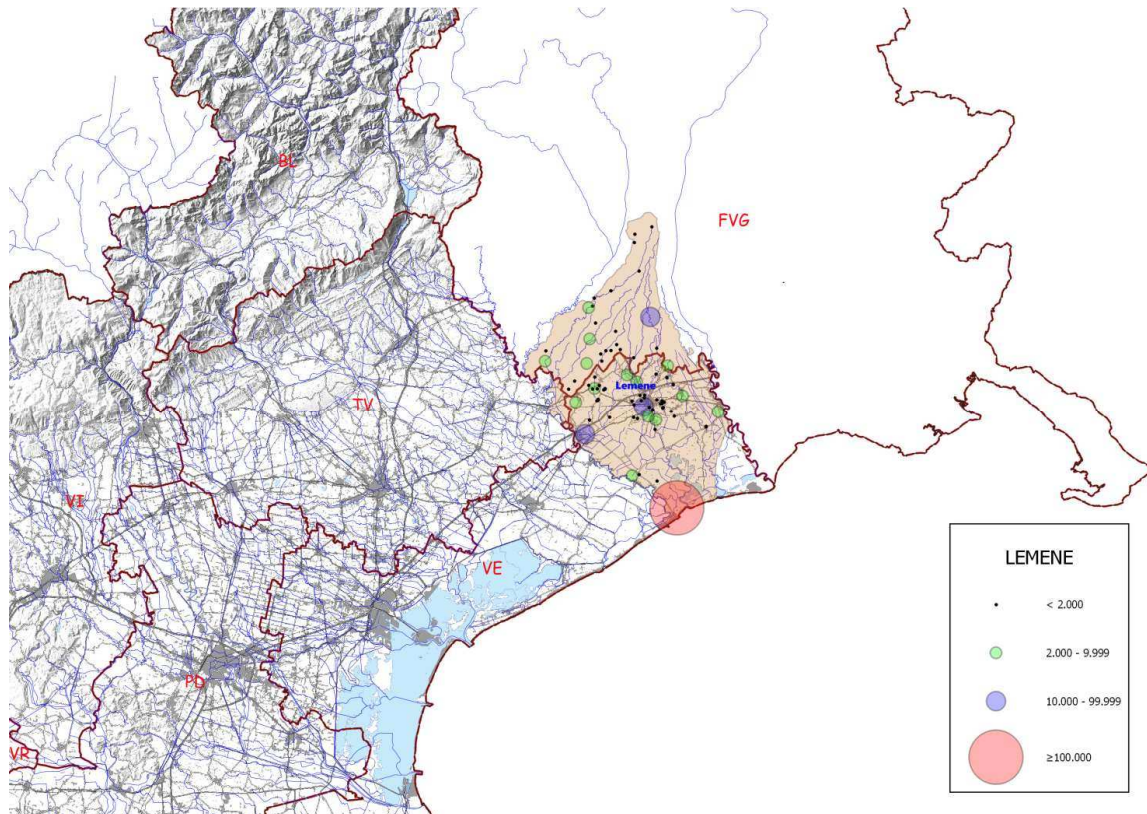 BL
FVG
Lemene
TV
VI
VE
PD
VR
LEMENE
< 2.000
2.000 - 9.999
10.000 - 99.999
≥100.000